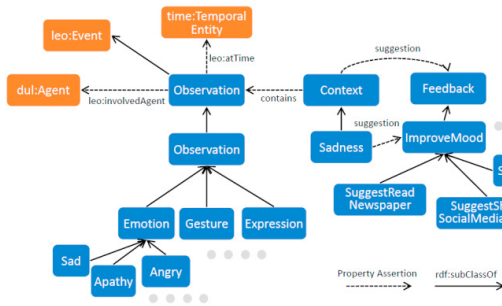 time:Temporal
Entity
leo:Event
leo:atTime
suggestion
dul:Agent
leo:involvedAgent
Observation
contains
Context
Feedback
suggestion
Observation
Sadness
ImproveMood
SuggestRead
Newspaper
Emotion
Gesture
Expression
SocialMedia
Sad
Apathy
Angry
Property Assertion
rdf:subClassOf